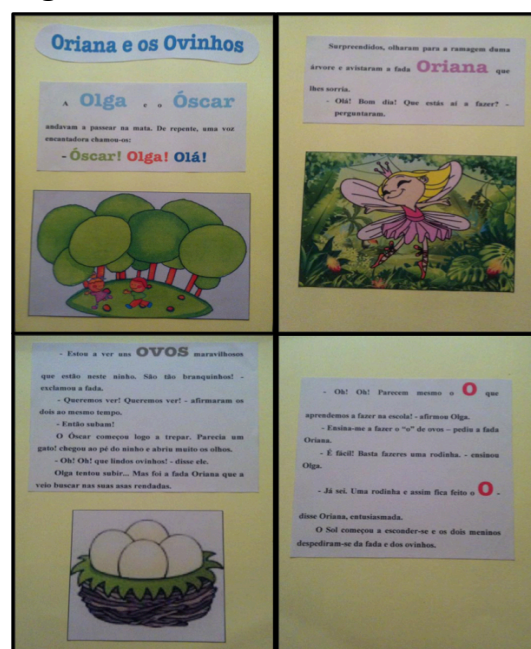 Oriana e os Ovinhos
A Olga e o Óscar
andavam a passear na mata. De repente, uma voz
encantadora chamou-os:
- Óscar! Olga! Olá!
Surpreendidos, olharam para a ramagem duma
árvore e avistaram a fada Oriana que
lhes sorria.
- Olá! Bom dia! Que estás aí a fazer? -
perguntaram.
- Estou a ver uns OVOS maravilhosos
que estão neste ninho. São tão branquinhos! -
exclamou a fada.
- Queremos ver! Queremos ver! - afirmaram os
dois ao mesmo tempo.
- Então subam!
O Óscar começou logo a trepar. Parecia um
gato! chegou ao pé do ninho e abriu muito os olhos.
- Oh! Oh! que lindos ovinhos! - disse ele.
Olga tentou subir... Mas foi a fada Oriana que a
veio buscar nas suas asas rendadas.
- Oh! Oh! Parecem mesmo o O que
aprendemos a fazer na escola! - afirmou Olga.
- Ensina-me a fazer o "o" de ovos – pediu a fada
Oriana.
- É fácil! Basta fazeres uma rodinha. - ensinou
Olga.
- Já sei. Uma rodinha e assim fica feito o O -
disse Oriana, entusiasmada.
O Sol começou a esconder-se e os dois meninos
despediram-se da fada e dos ovinhos.